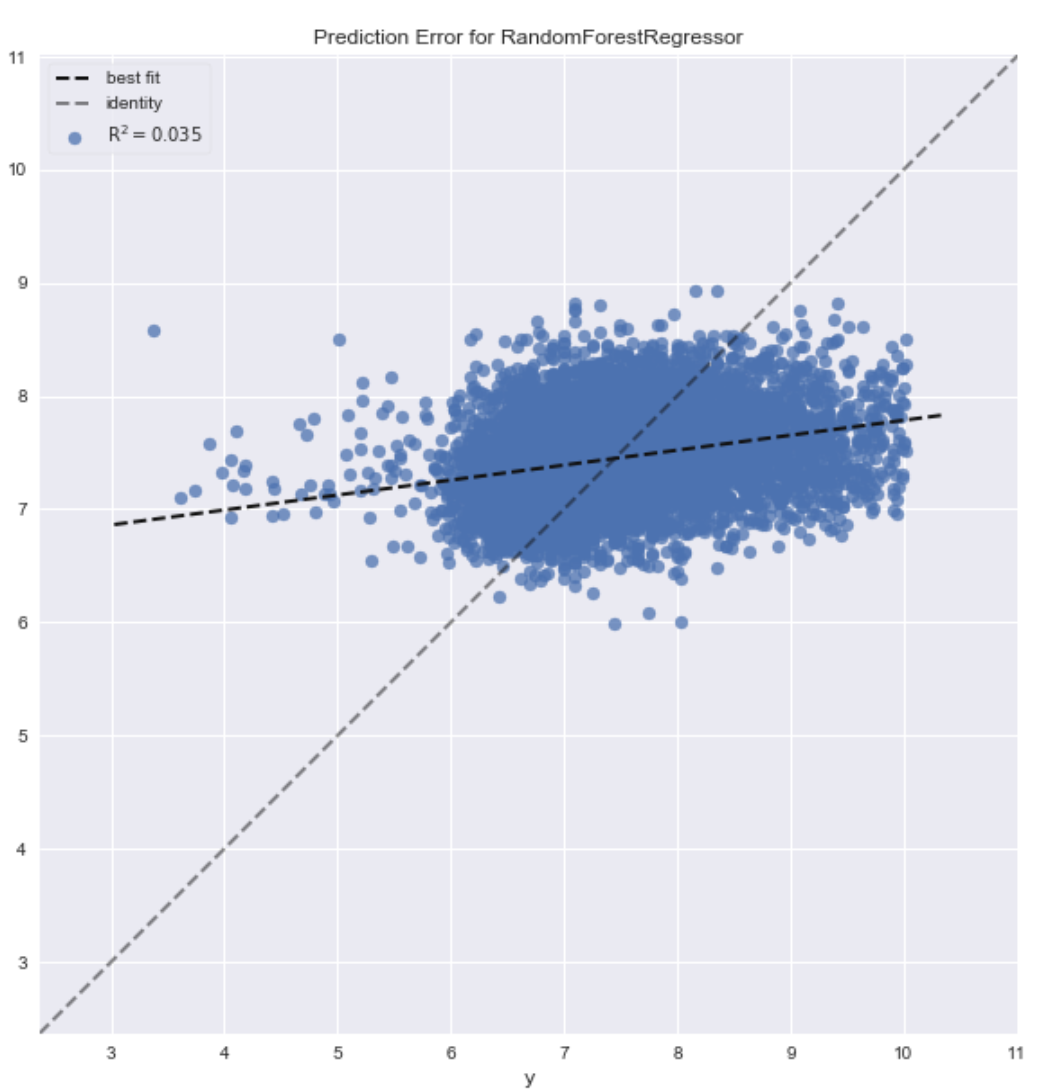 Prediction Error for RandomForestRegressor
11
best fit
identity
R² = 0.035
10
9
8
7
6
5
4
3
3 4 5 6 7 8 9 10 11
y